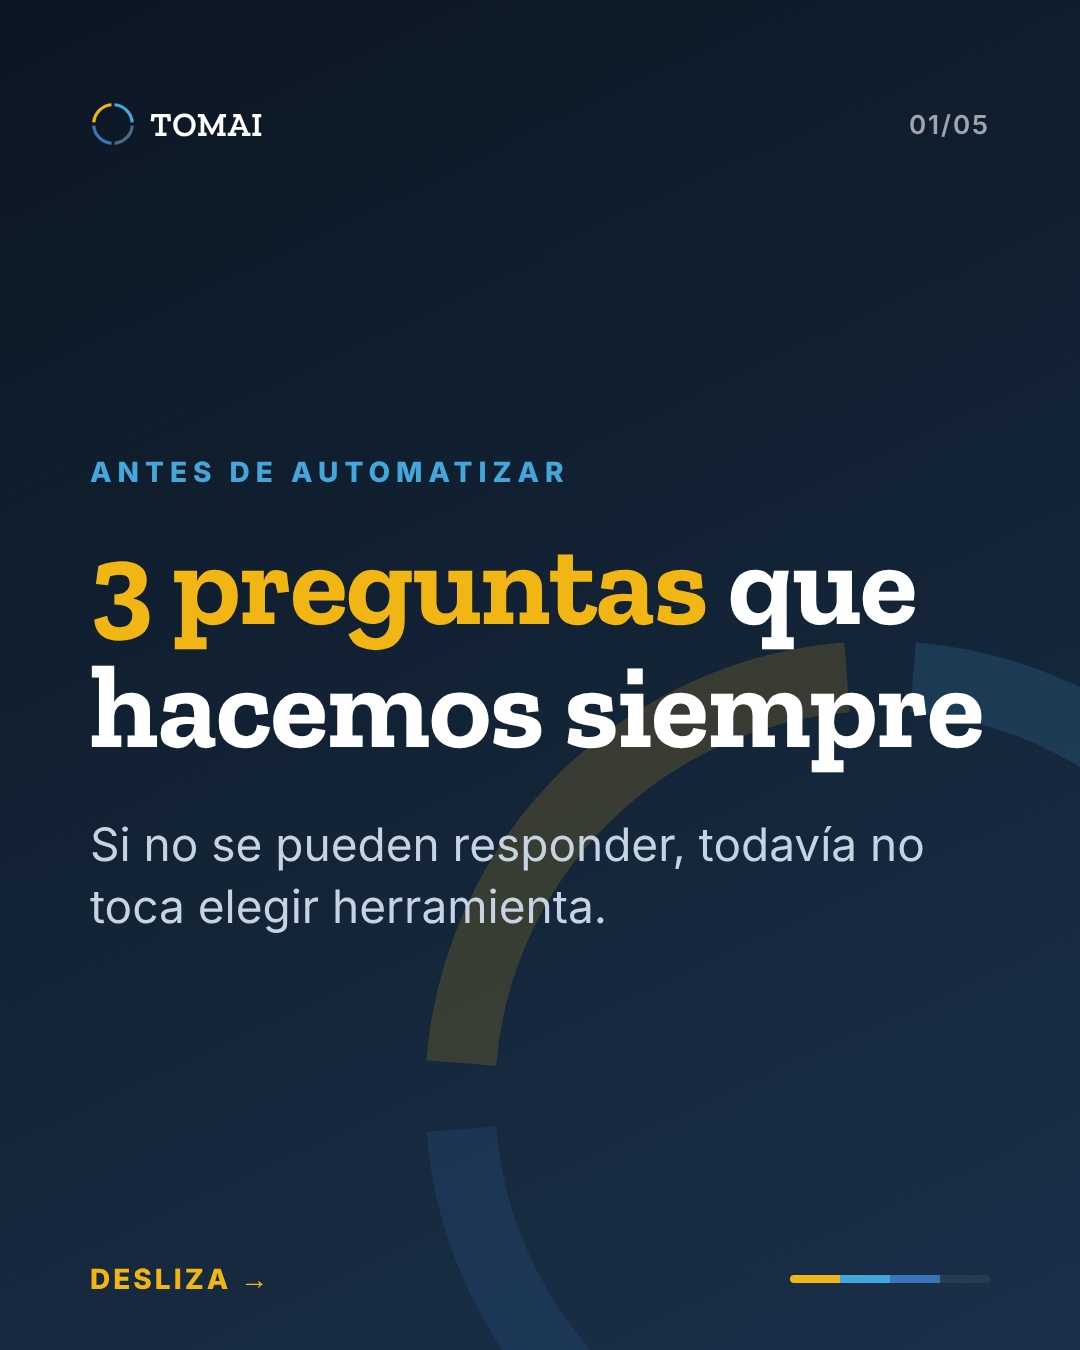 TOMAI
01/05
ANTES DE AUTOMATIZAR
3 preguntas que
hacemos siempre
Si no se pueden responder, todavía no
toca elegir herramienta.
DESLIZA →